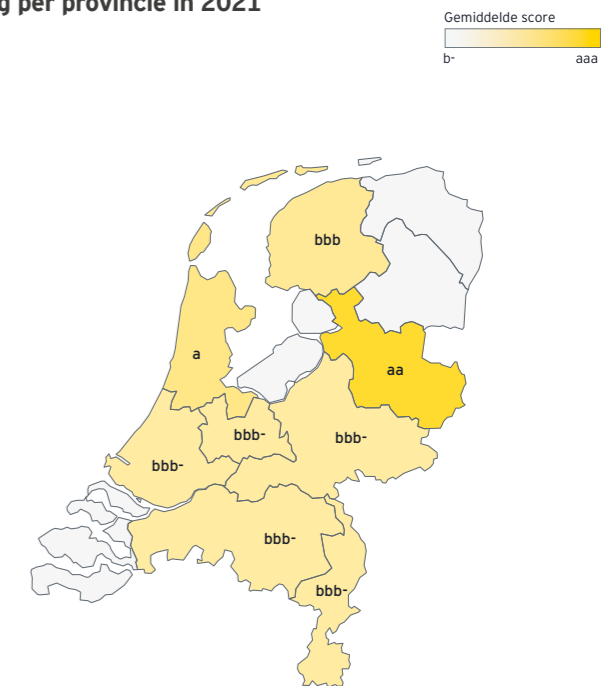 g per provincie in 2021
Gemiddelde score
b- aaa
bbb
a
aa
bbb-
bbb-
bbb-
bbb-
bbb-